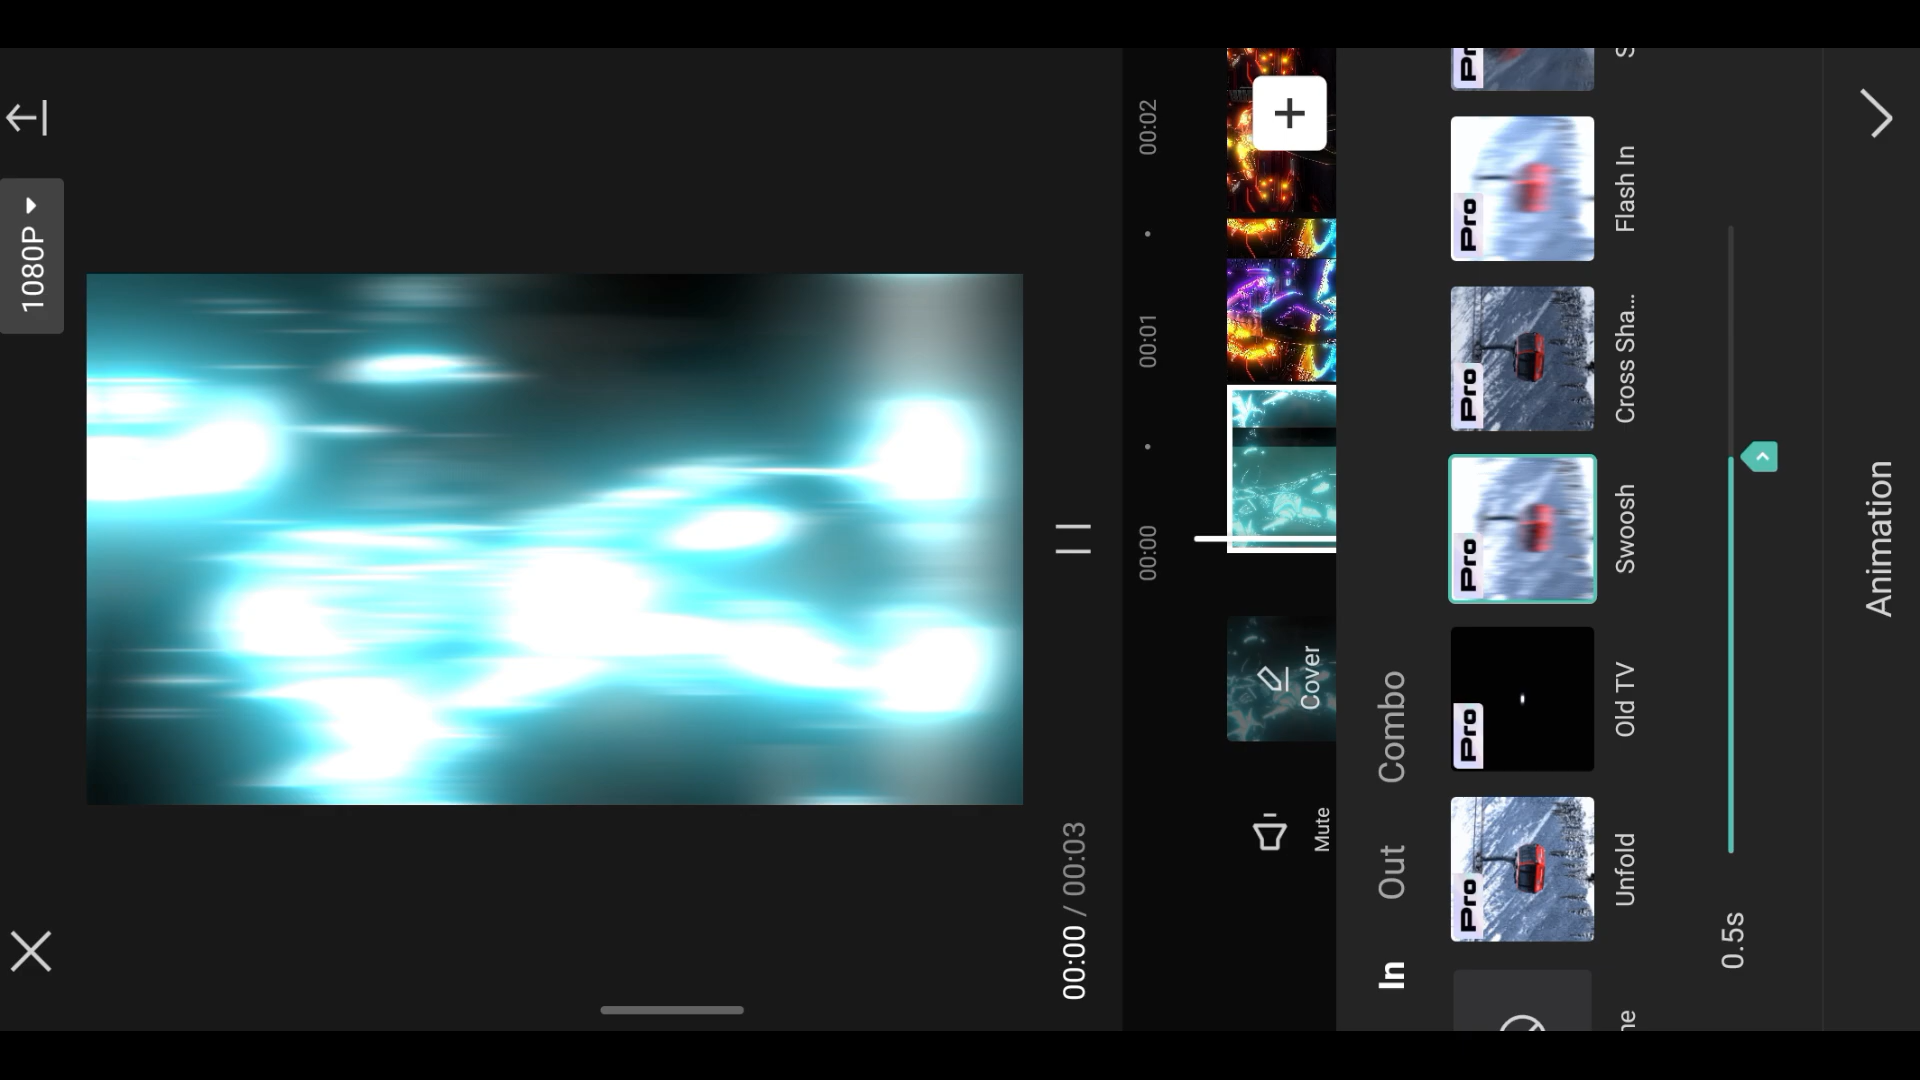 1080P
00:00 / 00:03
00:00 00:01 00:02
Cover
Mute
In Out Combo
Pro Pro Pro Pro Pro
Unfold Old TV Swoosh Cross Sha... Flash In
0.5s
Animation